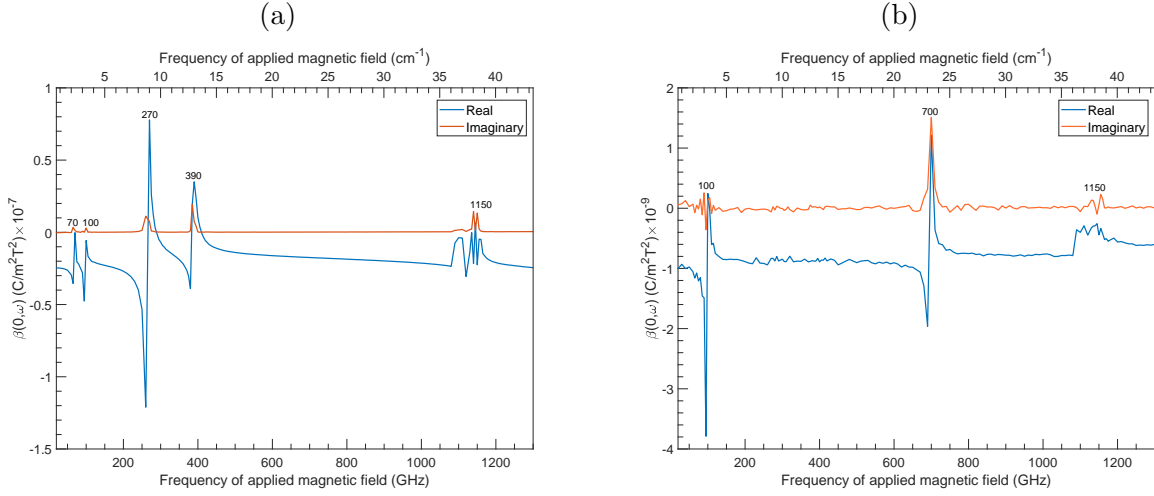 (a)
Frequency of applied magnetic field (cm⁻¹)
5 10 15 20 25 30 35 40
1
0.5
0
-0.5
-1
-1.5
β(0,ω) (C/m²T²)×10⁻⁷
70
100
270
390
1150
Real
Imaginary
200 400 600 800 1000 1200
Frequency of applied magnetic field (GHz)
(b)
Frequency of applied magnetic field (cm⁻¹)
5 10 15 20 25 30 35 40
2
1
0
-1
-2
-3
-4
β(0,ω) (C/m²T²)×10⁻⁹
100
700
1150
Real
Imaginary
200 400 600 800 1000 1200
Frequency of applied magnetic field (GHz)